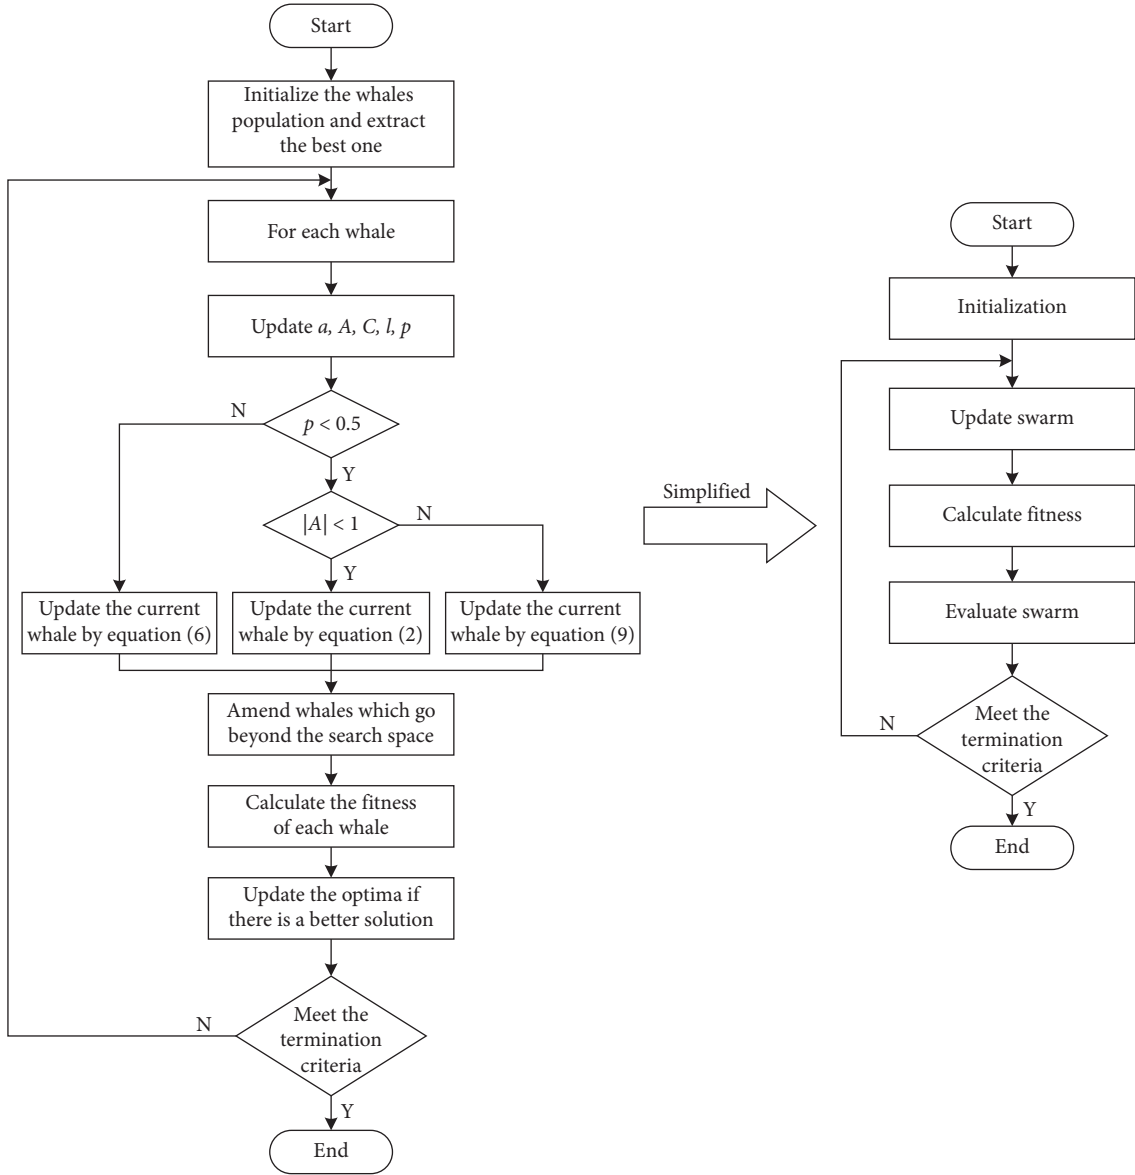 Start
Initialize the whales
population and extract
the best one
For each whale
Update a, A, C, l, p
N
p < 0.5
Y
|A| < 1
N
Y
Update the current
whale by equation (6)
Update the current
whale by equation (2)
Update the current
whale by equation (9)
Amend whales which go
beyond the search space
Calculate the fitness
of each whale
Update the optima if
there is a better solution
N
Meet the
termination
criteria
Y
End
Simplified
Start
Initialization
Update swarm
Calculate fitness
Evaluate swarm
N
Meet the
termination
criteria
Y
End